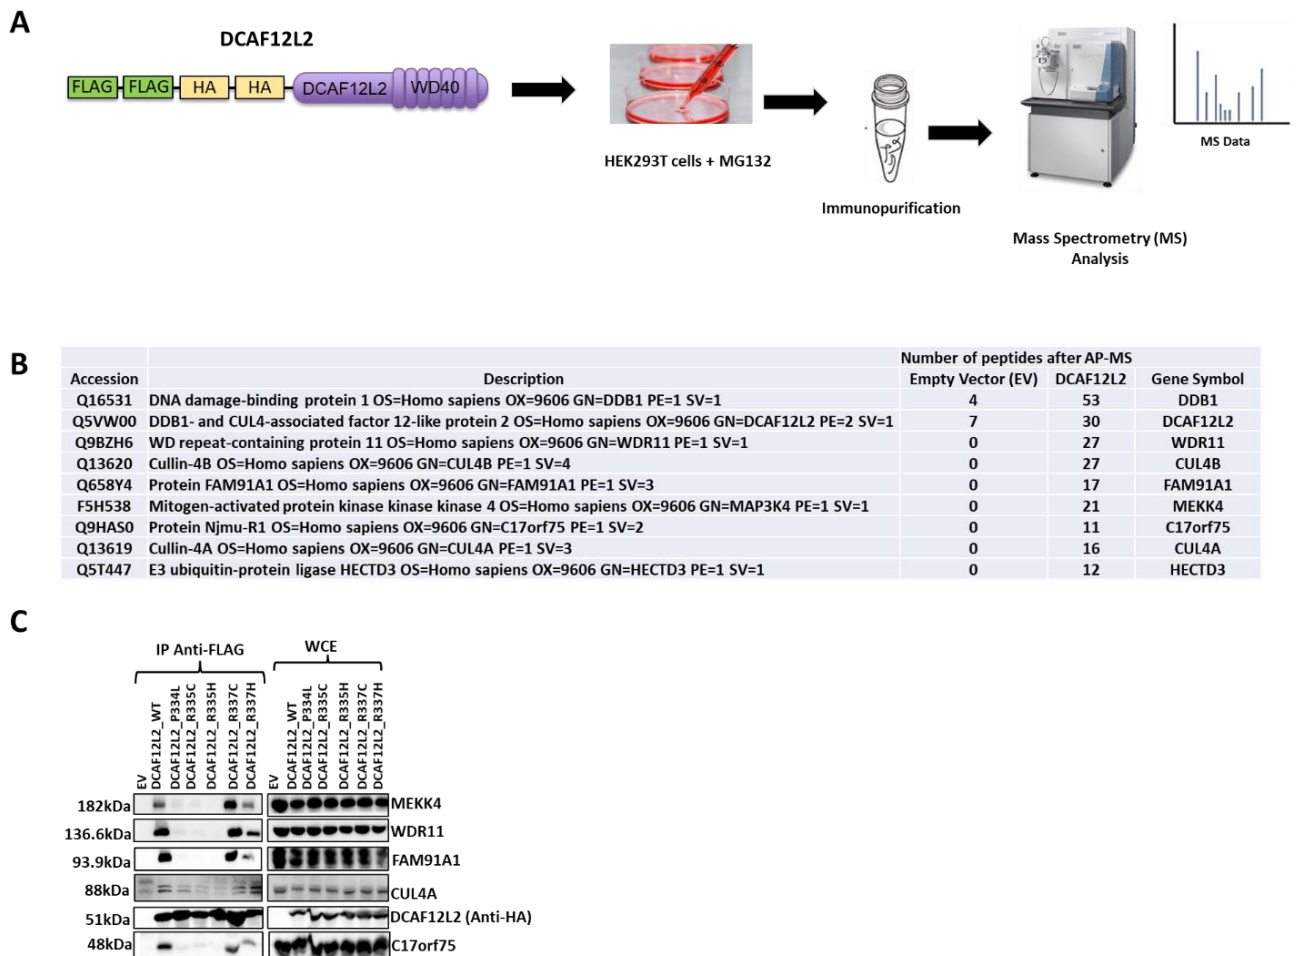 A
DCAF12L2
FLAG FLAG HA HA DCAF12L2 WD40
HEK293T cells + MG132
Immunopurification
Mass Spectrometry (MS)
Analysis
MS Data
B
Number of peptides after AP-MS
Accession Description Empty Vector (EV) DCAF12L2 Gene Symbol
Q16531 DNA damage-binding protein 1 OS=Homo sapiens OX=9606 GN=DDB1 PE=1 SV=1 4 53 DDB1
Q5VW00 DDB1- and CUL4-associated factor 12-like protein 2 OS=Homo sapiens OX=9606 GN=DCAF12L2 PE=2 SV=1 7 30 DCAF12L2
Q9BZH6 WD repeat-containing protein 11 OS=Homo sapiens OX=9606 GN=WDR11 PE=1 SV=1 0 27 WDR11
Q13620 Cullin-4B OS=Homo sapiens OX=9606 GN=CUL4B PE=1 SV=4 0 27 CUL4B
Q658Y4 Protein FAM91A1 OS=Homo sapiens OX=9606 GN=FAM91A1 PE=1 SV=3 0 17 FAM91A1
F5H538 Mitogen-activated protein kinase kinase kinase 4 OS=Homo sapiens OX=9606 GN=MAP3K4 PE=1 SV=1 0 21 MEKK4
Q9HAS0 Protein Njmu-R1 OS=Homo sapiens OX=9606 GN=C17orf75 PE=1 SV=2 0 11 C17orf75
Q13619 Cullin-4A OS=Homo sapiens OX=9606 GN=CUL4A PE=1 SV=3 0 16 CUL4A
Q5T447 E3 ubiquitin-protein ligase HECTD3 OS=Homo sapiens OX=9606 GN=HECTD3 PE=1 SV=1 0 12 HECTD3
C
IP Anti-FLAG WCE
EV
DCAF12L2_WT
DCAF12L2_P334L
DCAF12L2_R335C
DCAF12L2_R335H
DCAF12L2_R337C
DCAF12L2_R337H
EV
DCAF12L2_WT
DCAF12L2_P334L
DCAF12L2_R335C
DCAF12L2_R335H
DCAF12L2_R337C
DCAF12L2_R337H
182kDa MEKK4
136.6kDa WDR11
93.9kDa FAM91A1
88kDa CUL4A
51kDa DCAF12L2 (Anti-HA)
48kDa C17orf75